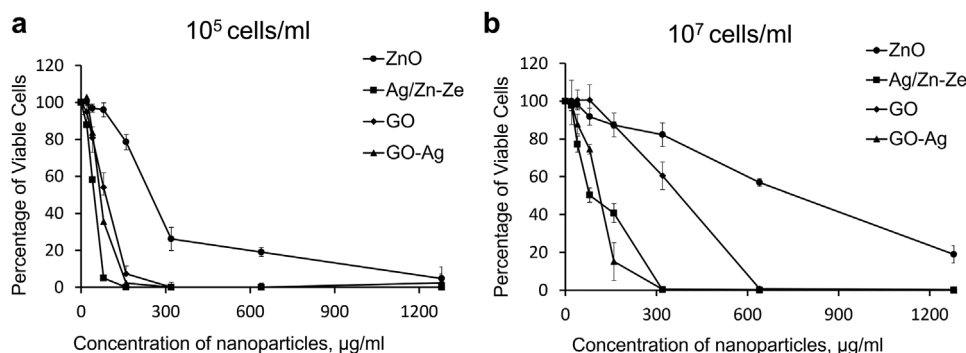 a
10⁵ cells/ml
ZnO
Ag/Zn-Ze
GO
GO-Ag
Percentage of Viable Cells
120
100
80
60
40
20
0
0 300 600 900 1200
Concentration of nanoparticles, µg/ml
b
10⁷ cells/ml
ZnO
Ag/Zn-Ze
GO
GO-Ag
Percentage of Viable Cells
120
100
80
60
40
20
0
0 300 600 900 1200
Concentration of nanoparticles, µg/ml